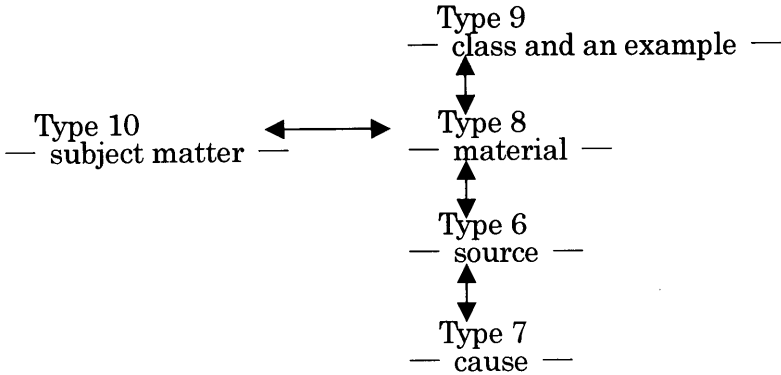 Type 9
— class and an example —
Type 10
— subject matter —
Type 8
— material —
Type 6
— source —
Type 7
— cause —